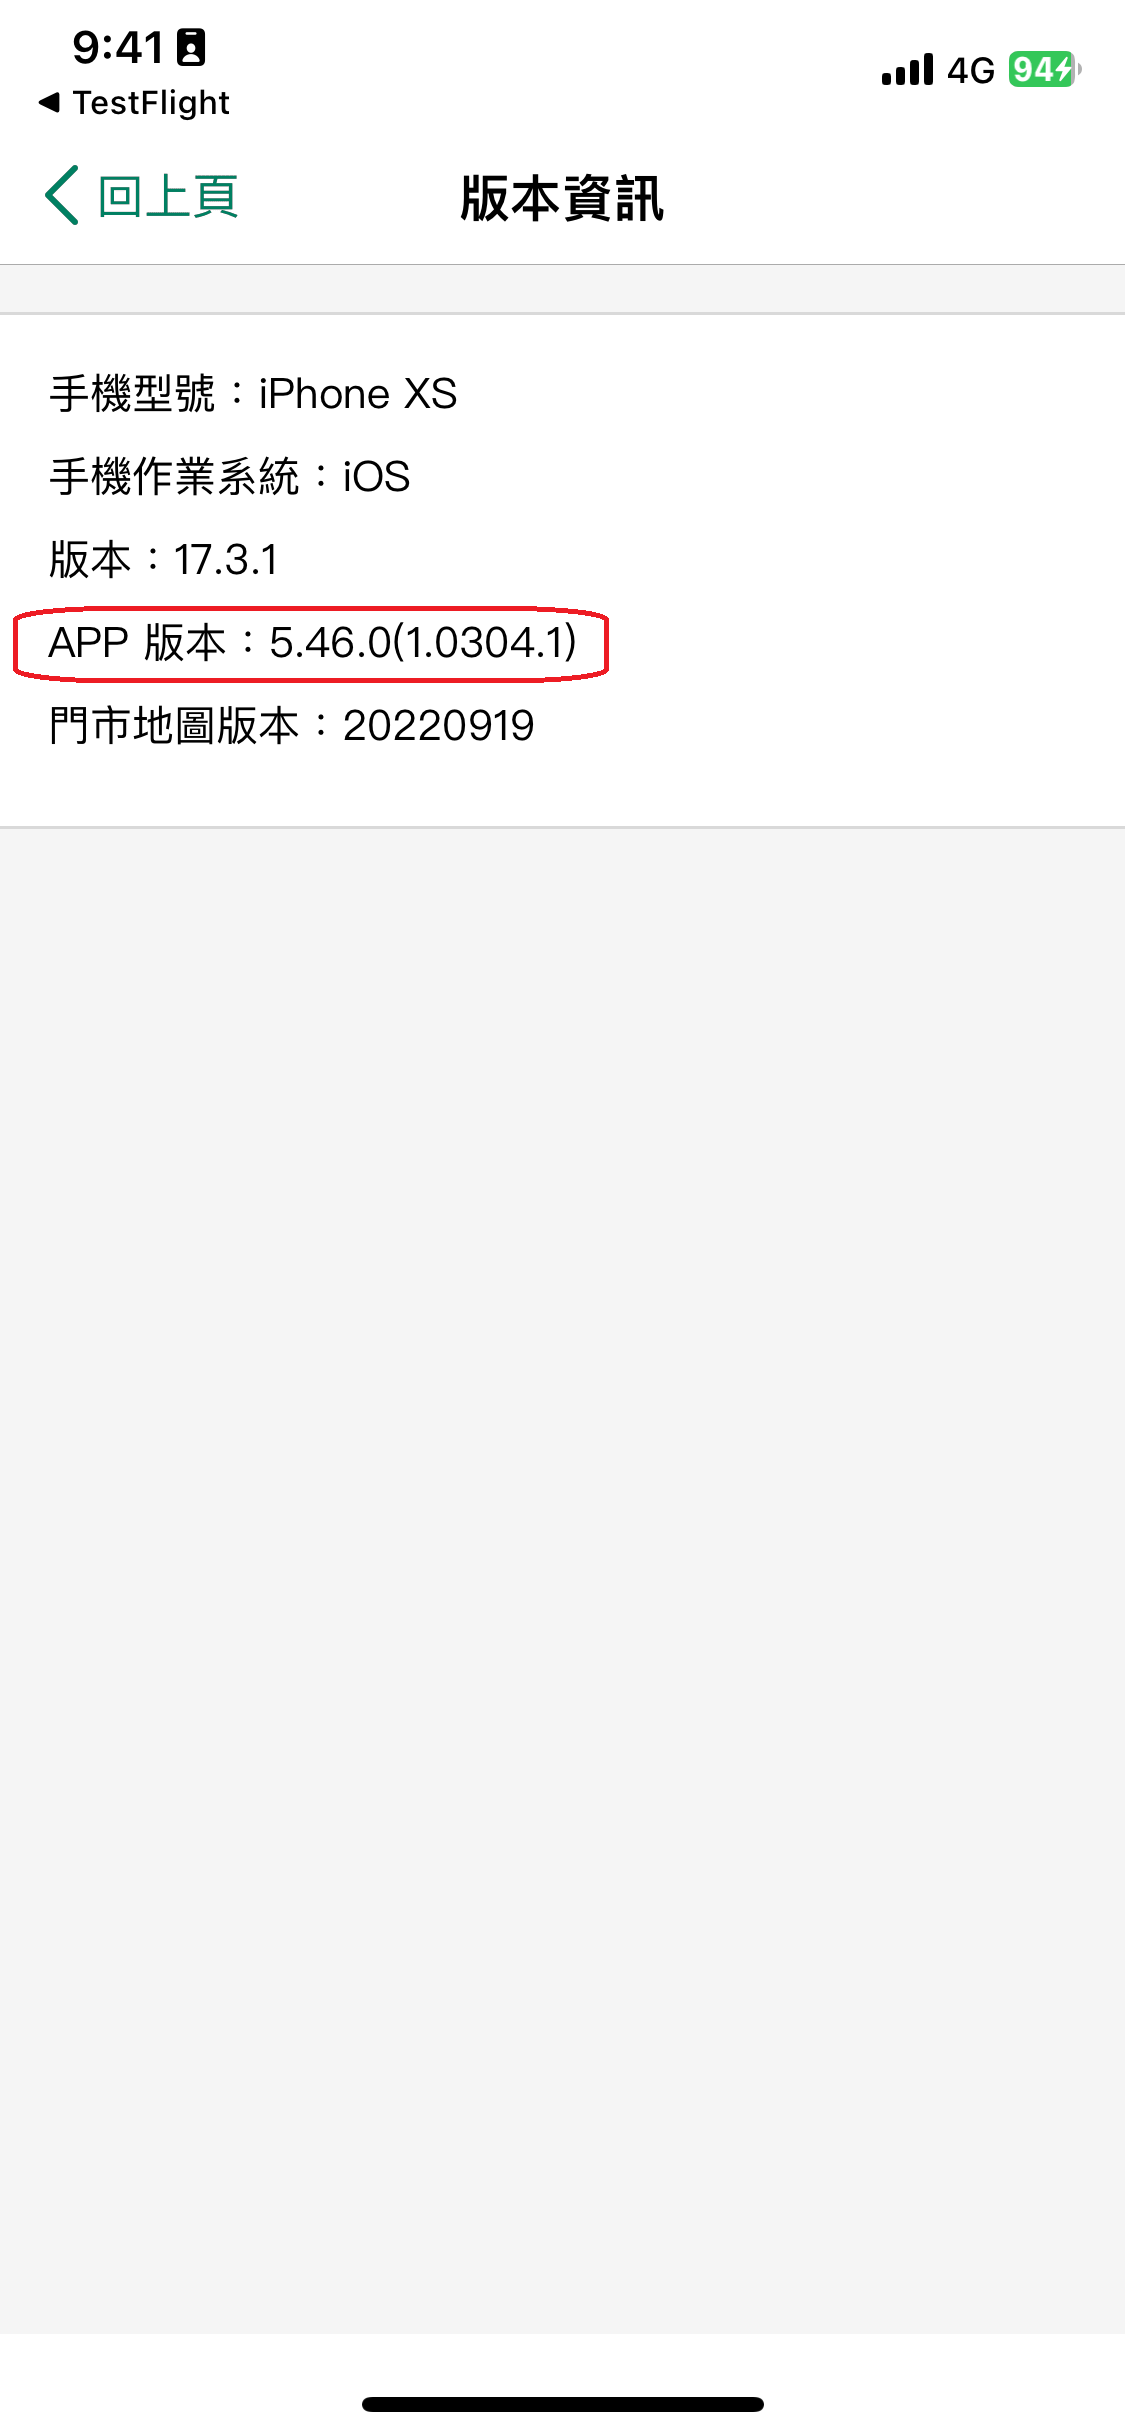 9:41
4G 94
◀ TestFlight
回上頁
版本資訊
手機型號：iPhone XS
手機作業系統：iOS
版本：17.3.1
APP 版本：5.46.0(1.0304.1)
門市地圖版本：20220919